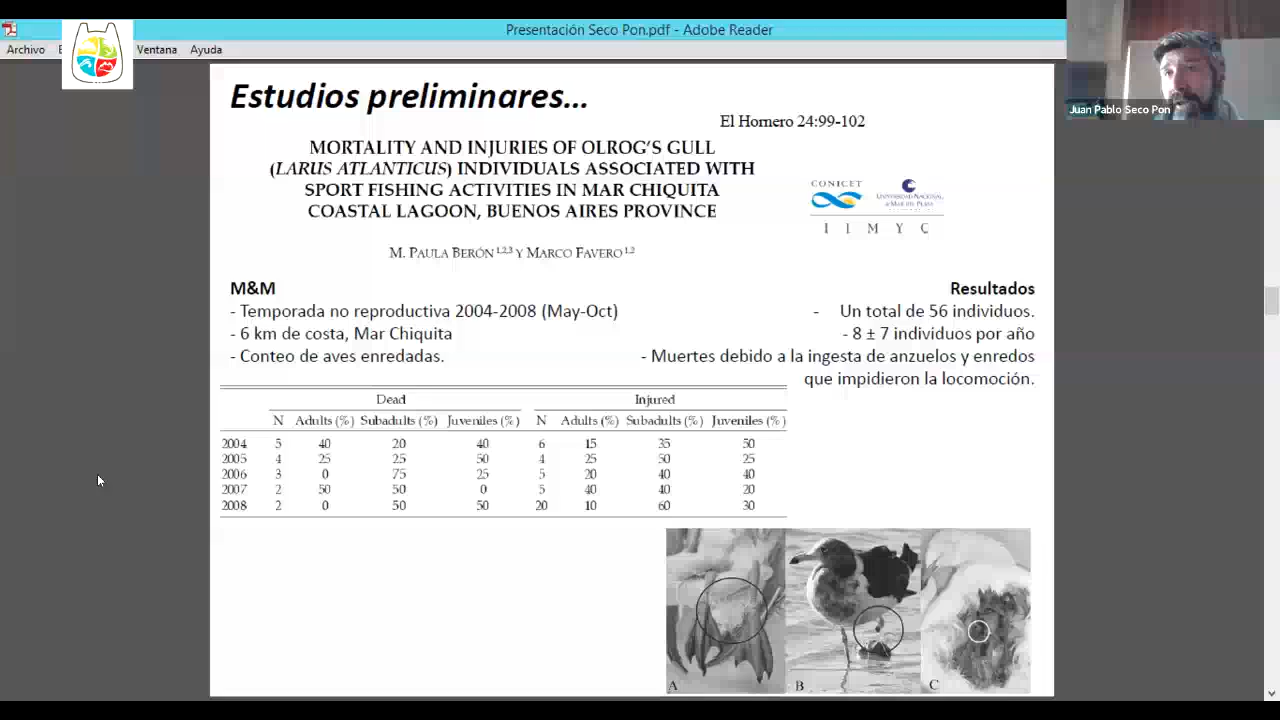 Presentación Seco Pon.pdf - Adobe Reader
Archivo
Ventana
Ayuda
Juan Pablo Seco Pon
Estudios preliminares...
El Hornero 24:99-102
MORTALITY AND INJURIES OF OLROG'S GULL
(LARUS ATLANTICUS) INDIVIDUALS ASSOCIATED WITH
SPORT FISHING ACTIVITIES IN MAR CHIQUITA
COASTAL LAGOON, BUENOS AIRES PROVINCE
M. PAULA BERÓN 1,2,3 Y MARCO FAVERO 1,2
CONICET
UNIVERSIDAD NACIONAL
DE MAR DEL PLATA
I I M Y C
M&M
- Temporada no reproductiva 2004-2008 (May-Oct)
- 6 km de costa, Mar Chiquita
- Conteo de aves enredadas.
Resultados
- Un total de 56 individuos.
- 8 ± 7 individuos por año
- Muertes debido a la ingesta de anzuelos y enredos
que impidieron la locomoción.
Dead Injured
N Adults (%) Subadults (%) Juveniles (%) N Adults (%) Subadults (%) Juveniles (%)
2004 5 40 20 40 6 15 35 50
2005 4 25 25 50 4 25 50 25
2006 3 0 75 25 5 20 40 40
2007 2 50 50 0 5 40 40 20
2008 2 0 50 50 20 10 60 30
A B C